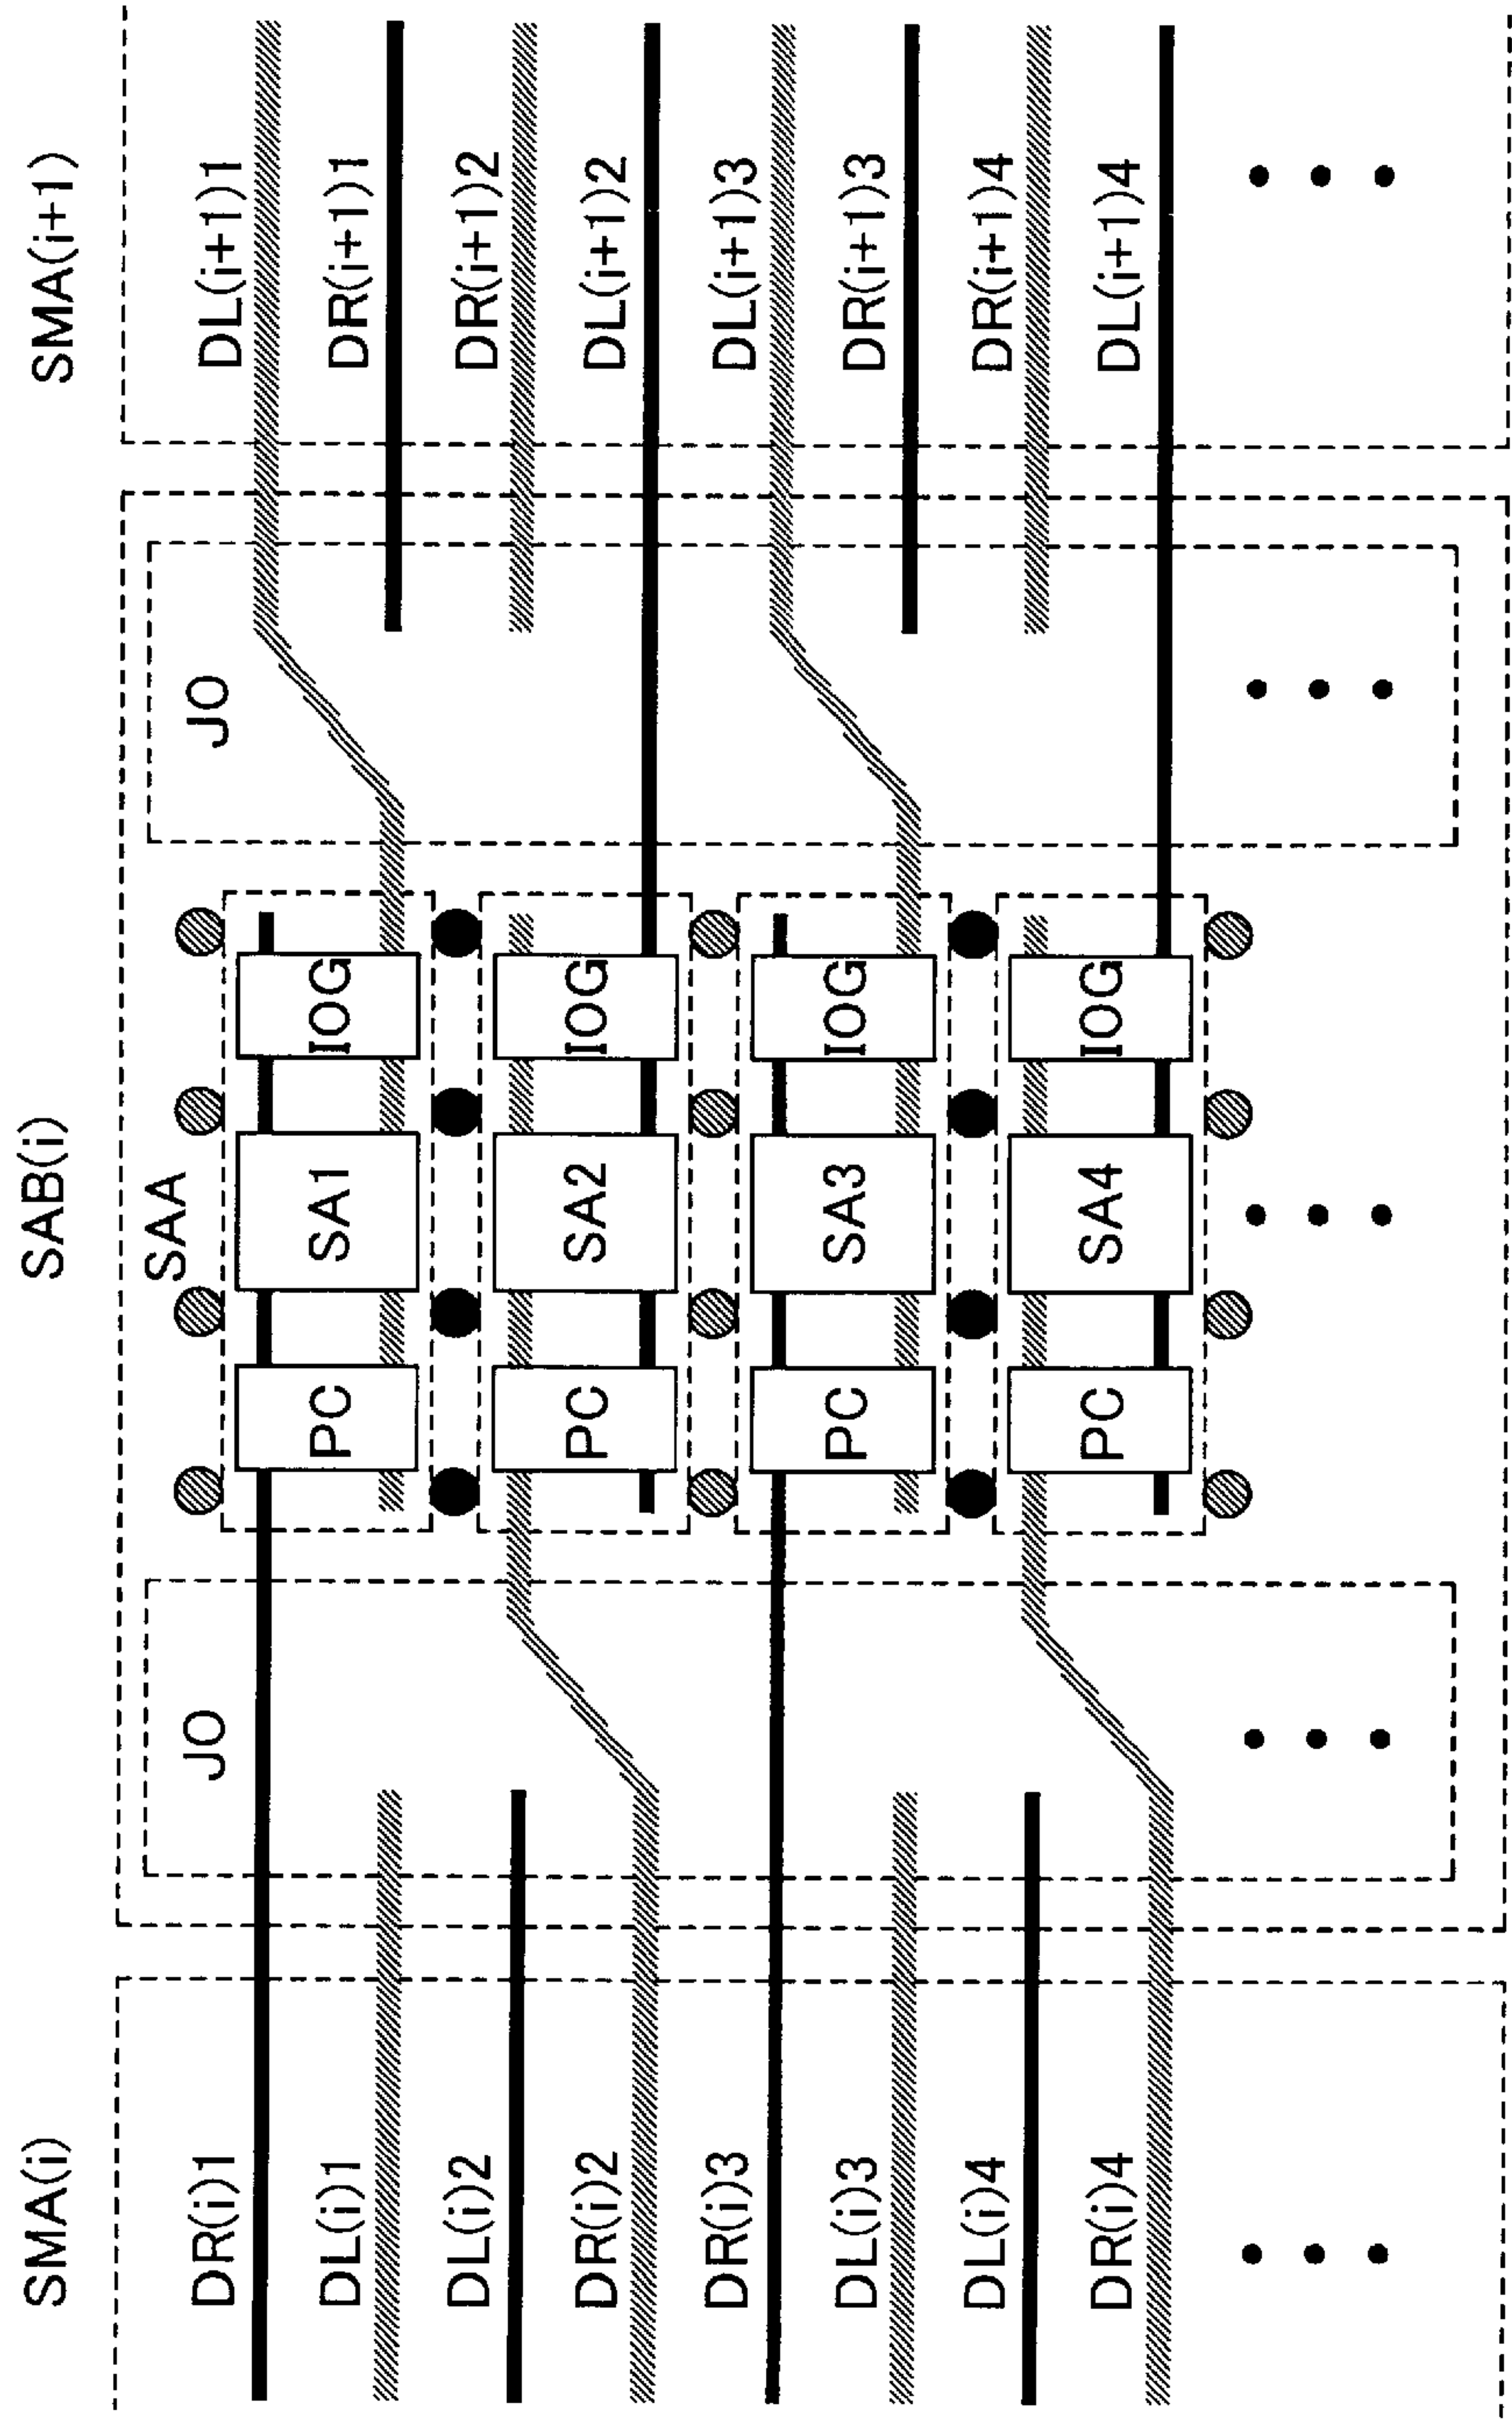 SMA(i)
SAB(i)
SMA(i+1)
SAA
JO
JO
DR(i)1
DL(i+1)1
DL(i)1
PC
SA1
IOG
DR(i+1)1
DL(i)2
DR(i+1)2
DR(i)2
PC
SA2
IOG
DL(i+1)2
DR(i)3
DL(i+1)3
DL(i)3
PC
SA3
IOG
DR(i+1)3
DL(i)4
DR(i+1)4
DR(i)4
PC
SA4
IOG
DL(i+1)4